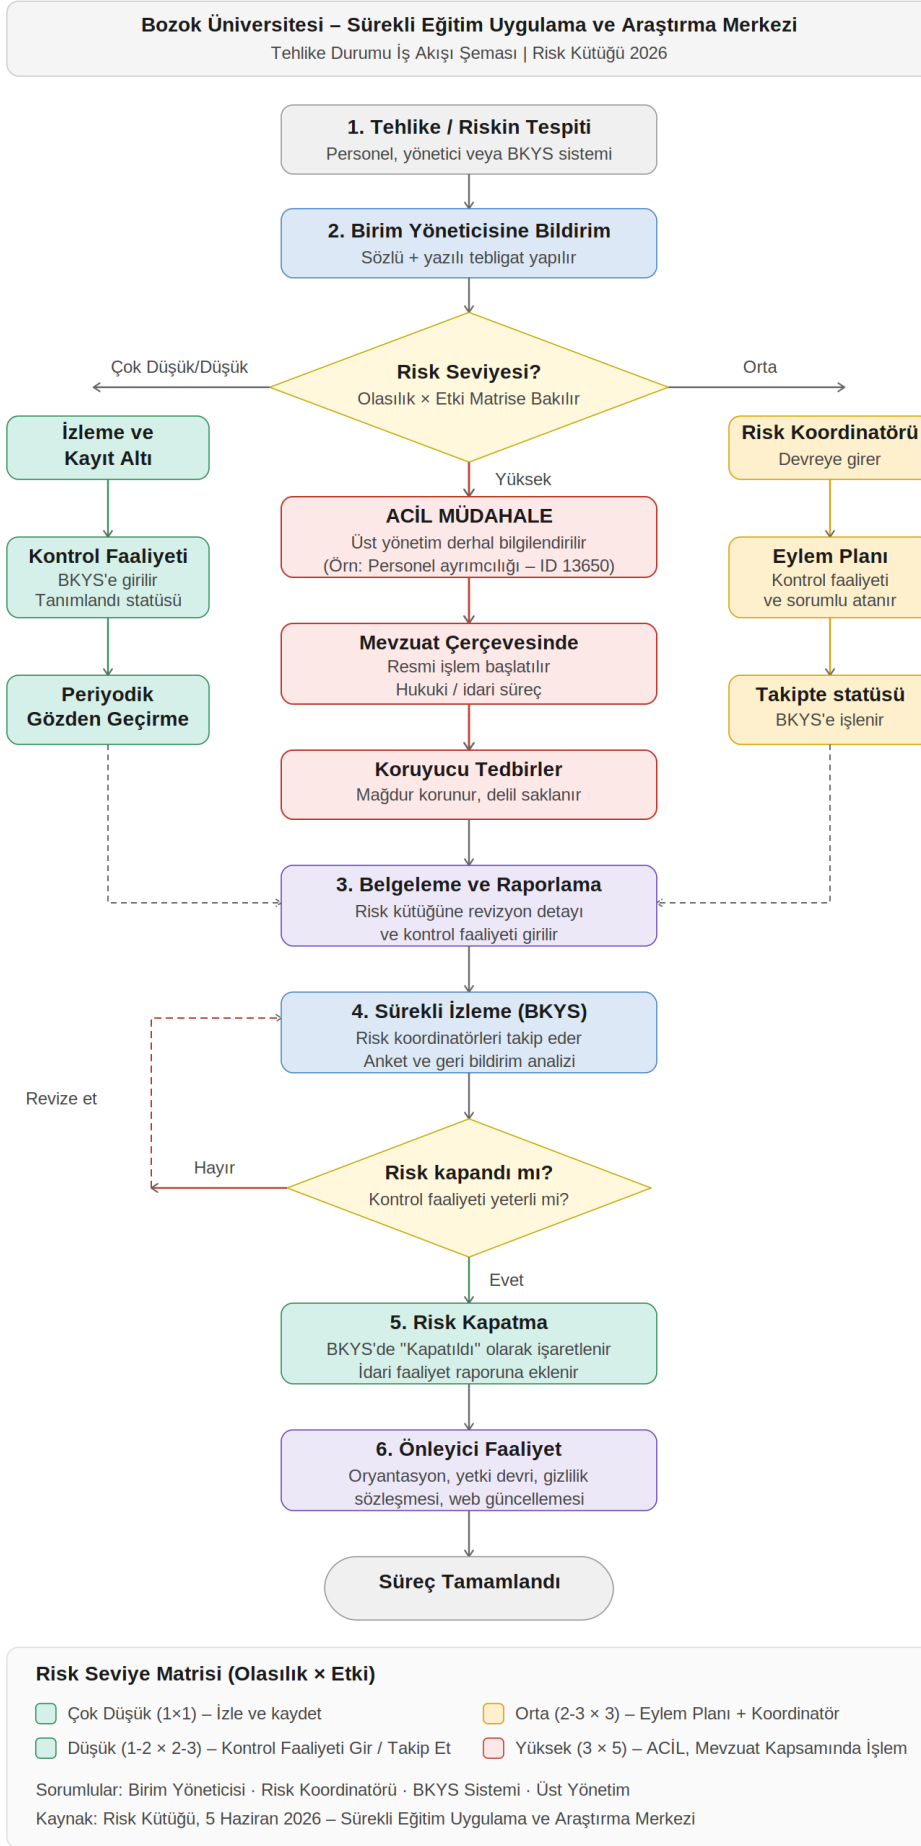 Bozok Üniversitesi – Sürekli Eğitim Uygulama ve Araştırma Merkezi
Tehlike Durumu İş Akışı Şeması | Risk Kütüğü 2026
1. Tehlike / Riskin Tespiti
Personel, yönetici veya BKYS sistemi
2. Birim Yöneticisine Bildirim
Sözlü + yazılı tebligat yapılır
Risk Seviyesi?
Olasılık × Etki Matrise Bakılır
Çok Düşük/Düşük
Orta
Yüksek
İzleme ve
Kayıt Altı
Kontrol Faaliyeti
BKYS'e girilir
Tanımlandı statüsü
Periyodik
Gözden Geçirme
ACİL MÜDAHALE
Üst yönetim derhal bilgilendirilir
(Örn: Personel ayrımcılığı – ID 13650)
Mevzuat Çerçevesinde
Resmi işlem başlatılır
Hukuki / idari süreç
Koruyucu Tedbirler
Mağdur korunur, delil saklanır
Risk Koordinatörü
Devreye girer
Eylem Planı
Kontrol faaliyeti
ve sorumlu atanır
Takipte statüsü
BKYS'e işlenir
3. Belgeleme ve Raporlama
Risk kütüğüne revizyon detayı
ve kontrol faaliyeti girilir
4. Sürekli İzleme (BKYS)
Risk koordinatörleri takip eder
Anket ve geri bildirim analizi
Revize et
Hayır
Risk kapandı mı?
Kontrol faaliyeti yeterli mi?
Evet
5. Risk Kapatma
BKYS'de "Kapatıldı" olarak işaretlenir
İdari faaliyet raporuna eklenir
6. Önleyici Faaliyet
Oryantasyon, yetki devri, gizlilik
sözleşmesi, web güncellemesi
Süreç Tamamlandı
Risk Seviye Matrisi (Olasılık × Etki)
Çok Düşük (1×1) – İzle ve kaydet
Orta (2-3 × 3) – Eylem Planı + Koordinatör
Düşük (1-2 × 2-3) – Kontrol Faaliyeti Gir / Takip Et
Yüksek (3 × 5) – ACİL, Mevzuat Kapsamında İşlem
Sorumlular: Birim Yöneticisi · Risk Koordinatörü · BKYS Sistemi · Üst Yönetim
Kaynak: Risk Kütüğü, 5 Haziran 2026 – Sürekli Eğitim Uygulama ve Araştırma Merkezi